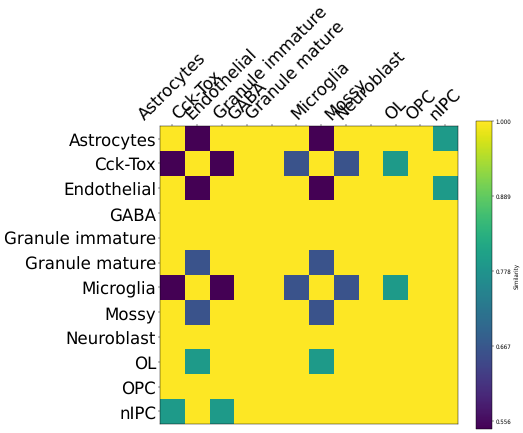 Astrocytes
Cck-Tox
Endothelial
Granule immature
GABA
Granule mature
Microglia
Mossy
Neuroblast
OL
OPC
nIPC
Astrocytes
Cck-Tox
Endothelial
GABA
Granule immature
Granule mature
Microglia
Mossy
Neuroblast
OL
OPC
nIPC
1.000
0.889
0.778
0.667
0.556
Similarity